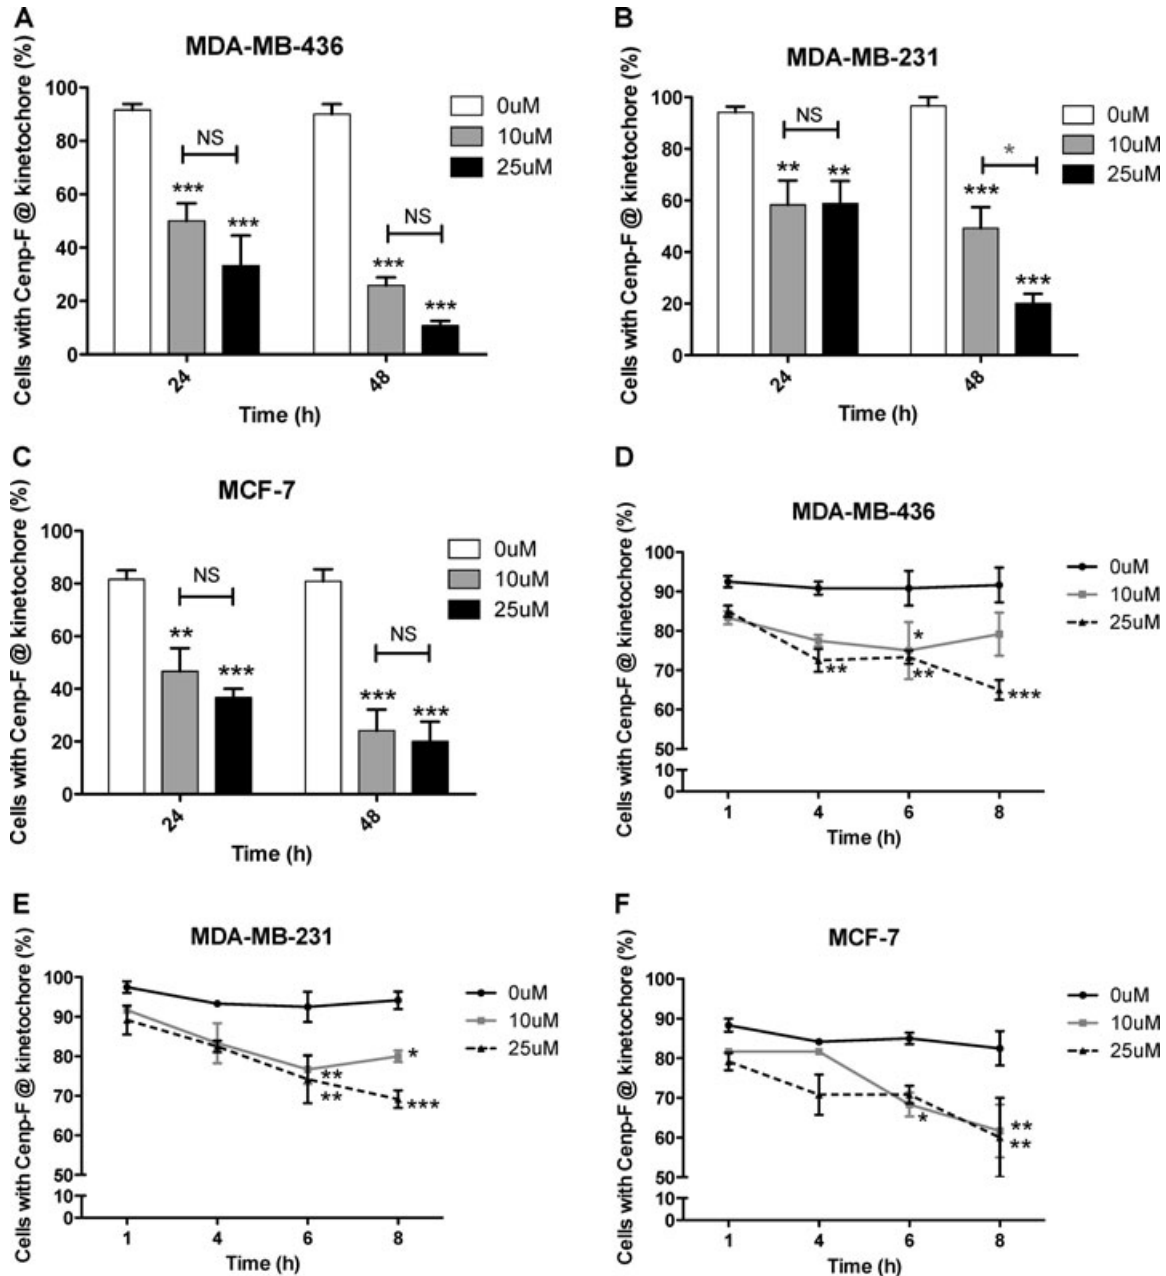 A
MDA-MB-436
Cells with Cenp-F @ kinetochore (%)
100
80
60
40
20
0
NS
***
***
NS
***
***
0uM
10uM
25uM
24
48
Time (h)
B
MDA-MB-231
Cells with Cenp-F @ kinetochore (%)
100
80
60
40
20
0
NS
**
**
*
***
***
0uM
10uM
25uM
24
48
Time (h)
C
MCF-7
Cells with Cenp-F @ kinetochore (%)
100
80
60
40
20
0
NS
**
***
NS
***
***
0uM
10uM
25uM
24
48
Time (h)
D
MDA-MB-436
Cells with Cenp-F @ kinetochore (%)
100
90
80
70
60
50
10
0
**
*
**
***
0uM
10uM
25uM
1 4 6 8
Time (h)
E
MDA-MB-231
Cells with Cenp-F @ kinetochore (%)
100
90
80
70
60
50
10
0
**
**
*
***
0uM
10uM
25uM
1 4 6 8
Time (h)
F
MCF-7
Cells with Cenp-F @ kinetochore (%)
100
90
80
70
60
50
10
0
*
**
**
0uM
10uM
25uM
1 4 6 8
Time (h)